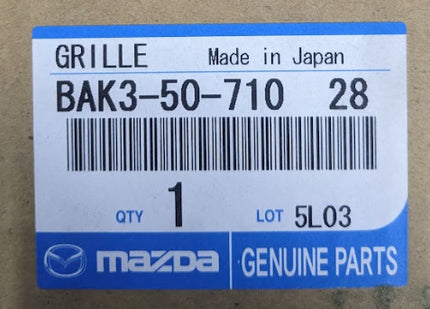 GRILLE Made in Japan
BAK3-50-710 28
QTY 1 LOT 5L03
mazda GENUINE PARTS